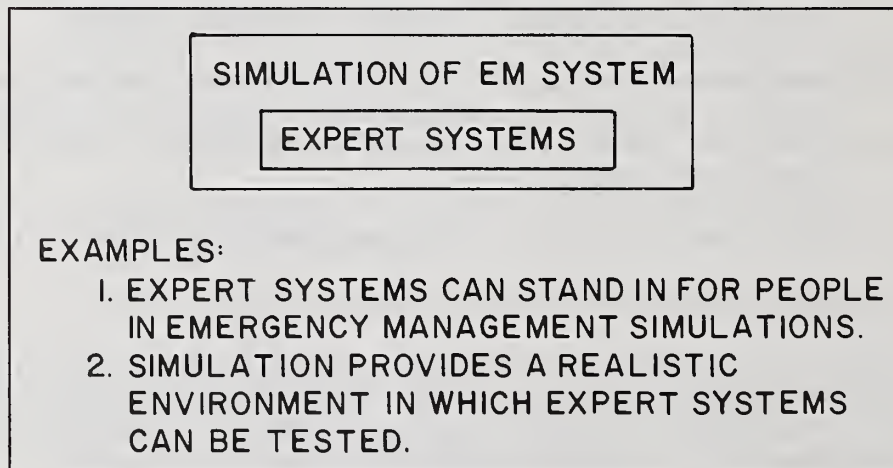 SIMULATION OF EM SYSTEM
EXPERT SYSTEMS
EXAMPLES:
1. EXPERT SYSTEMS CAN STAND IN FOR PEOPLE
IN EMERGENCY MANAGEMENT SIMULATIONS.
2. SIMULATION PROVIDES A REALISTIC
ENVIRONMENT IN WHICH EXPERT SYSTEMS
CAN BE TESTED.